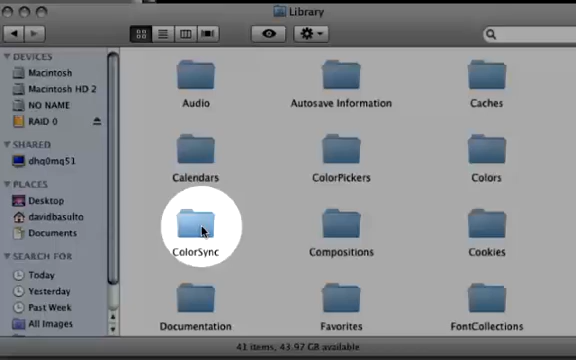 Library
DEVICES
Macintosh
Macintosh HD 2
NO NAME
RAID 0
SHARED
dhq0mq51
PLACES
Desktop
davidbasulto
Documents
SEARCH FOR
Today
Yesterday
Past Week
All Images
Audio
Autosave Information
Caches
Calendars
ColorPickers
Colors
ColorSync
Compositions
Cookies
Documentation
Favorites
FontCollections
41 items, 43.97 GB available